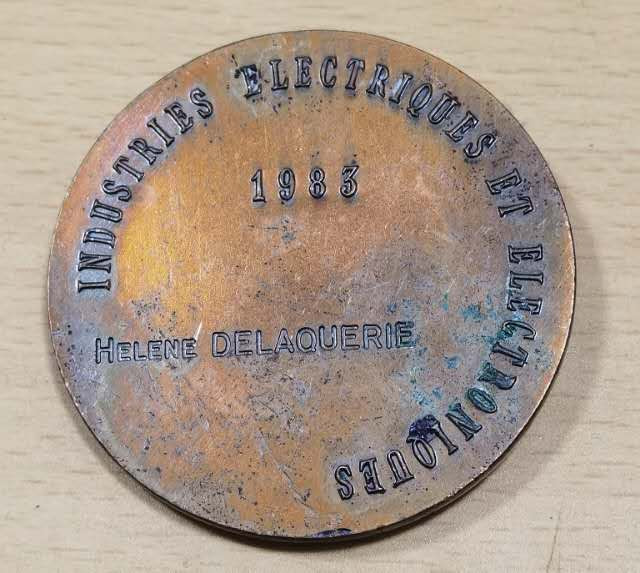 INDUSTRIES ELECTRIQUES ET ELECTRONIQUES
1983
HELENE DELAQUERIE